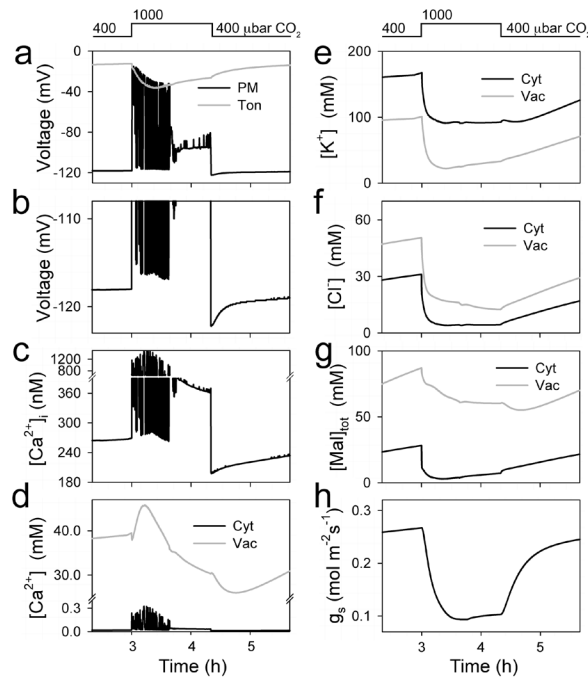 1000
400
400 μbar CO2
1000
400
400 μbar CO2
a
0
-40
-80
-120
Voltage (mV)
PM
Ton
b
-110
-120
Voltage (mV)
c
1200
800
360
300
240
180
[Ca2+]i (nM)
d
40.0
30.0
0.3
0.0
[Ca2+] (mM)
Cyt
Vac
3
4
5
Time (h)
e
200
100
0
[K+] (mM)
Cyt
Vac
f
60
30
0
[Cl-] (mM)
Cyt
Vac
g
100
50
0
[Mal]tot (mM)
Cyt
Vac
h
0.3
0.2
0.1
gs (mol m-2s-1)
3
4
5
Time (h)